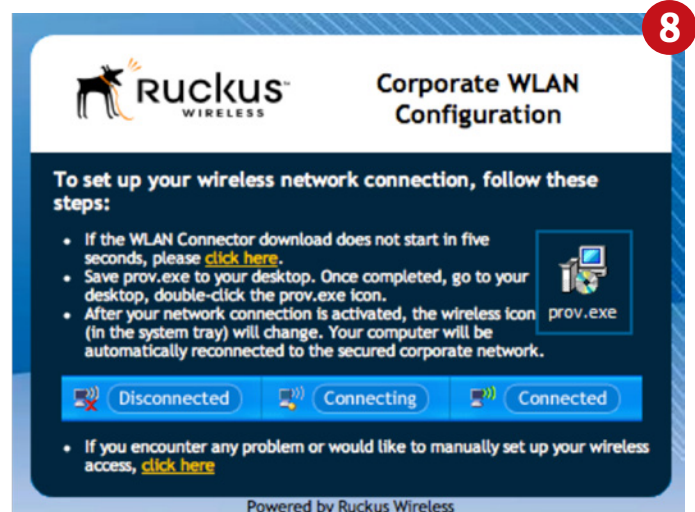 8
Ruckus™
WIRELESS
Corporate WLAN
Configuration
To set up your wireless network connection, follow these
steps:
• If the WLAN Connector download does not start in five
seconds, please click here.
• Save prov.exe to your desktop. Once completed, go to your
desktop, double-click the prov.exe icon.
• After your network connection is activated, the wireless icon
(in the system tray) will change. Your computer will be
automatically reconnected to the secured corporate network.
prov.exe
Disconnected Connecting Connected
• If you encounter any problem or would like to manually set up your wireless
access, click here
Powered by Ruckus Wireless